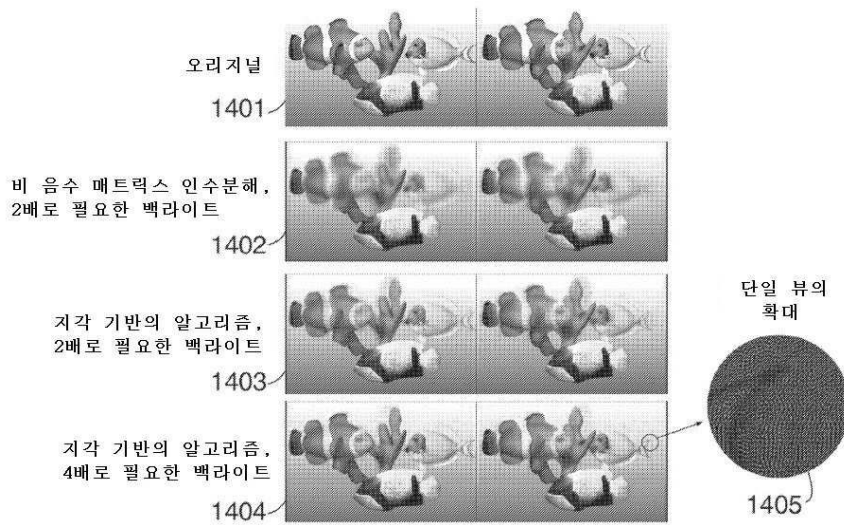 오리지널
1401
비 음수 매트릭스 인수분해,
2배로 필요한 백라이트
1402
지각 기반의 알고리즘,
2배로 필요한 백라이트
1403
단일 뷰의
확대
지각 기반의 알고리즘,
4배로 필요한 백라이트
1404
1405